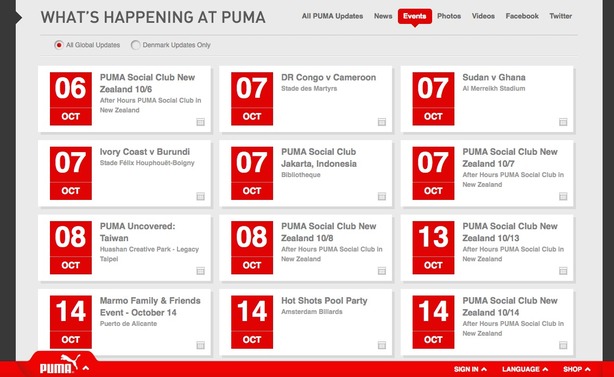 WHAT'S HAPPENING AT PUMA
All PUMA Updates News Events Photos Videos Facebook Twitter
All Global Updates Denmark Updates Only
06 OCT
PUMA Social Club New
Zealand 10/6
After Hours PUMA Social Club in
New Zealand
07 OCT
DR Congo v Cameroon
Stade des Martyrs
07 OCT
Sudan v Ghana
Al Merreikh Stadium
07 OCT
Ivory Coast v Burundi
Stade Félix Houphouët-Boigny
07 OCT
PUMA Social Club
Jakarta, Indonesia
Bibliotheque
07 OCT
PUMA Social Club New
Zealand 10/7
After Hours PUMA Social Club in
New Zealand
08 OCT
PUMA Uncovered:
Taiwan
Huashan Creative Park - Legacy
Taipei
08 OCT
PUMA Social Club New
Zealand 10/8
After Hours PUMA Social Club in
New Zealand
13 OCT
PUMA Social Club New
Zealand 10/13
After Hours PUMA Social Club in
New Zealand
14 OCT
Marmo Family & Friends
Event - October 14
Puerto de Alicante
14 OCT
Hot Shots Pool Party
Amsterdam Billards
14 OCT
PUMA Social Club New
Zealand 10/14
After Hours PUMA Social Club in
New Zealand
PUMA SIGN IN LANGUAGE SHOP